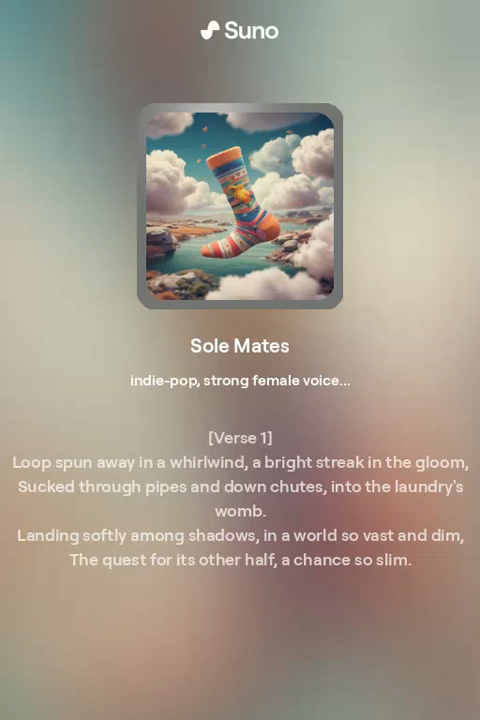 Suno
Sole Mates
indie-pop, strong female voice...
[Verse 1]
Loop spun away in a whirlwind, a bright streak in the gloom,
Sucked through pipes and down chutes, into the laundry's
womb.
Landing softly among shadows, in a world so vast and dim,
The quest for its other half, a chance so slim.